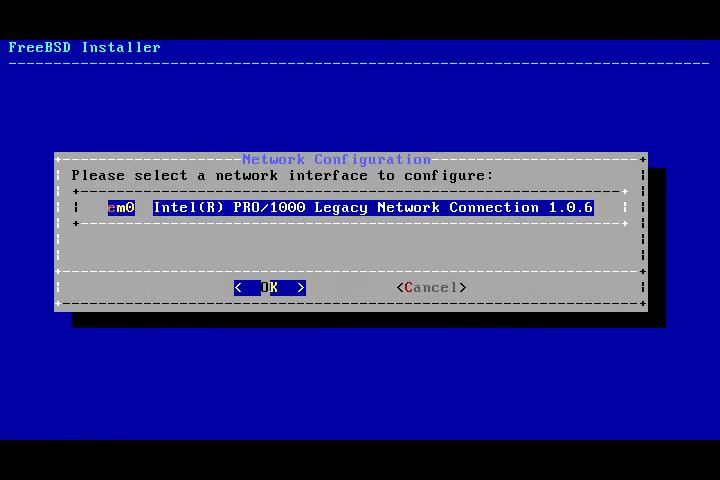 FreeBSD Installer
Network Configuration
Please select a network interface to configure:
em0 Intel(R) PRO/1000 Legacy Network Connection 1.0.6
< OK > <Cancel>